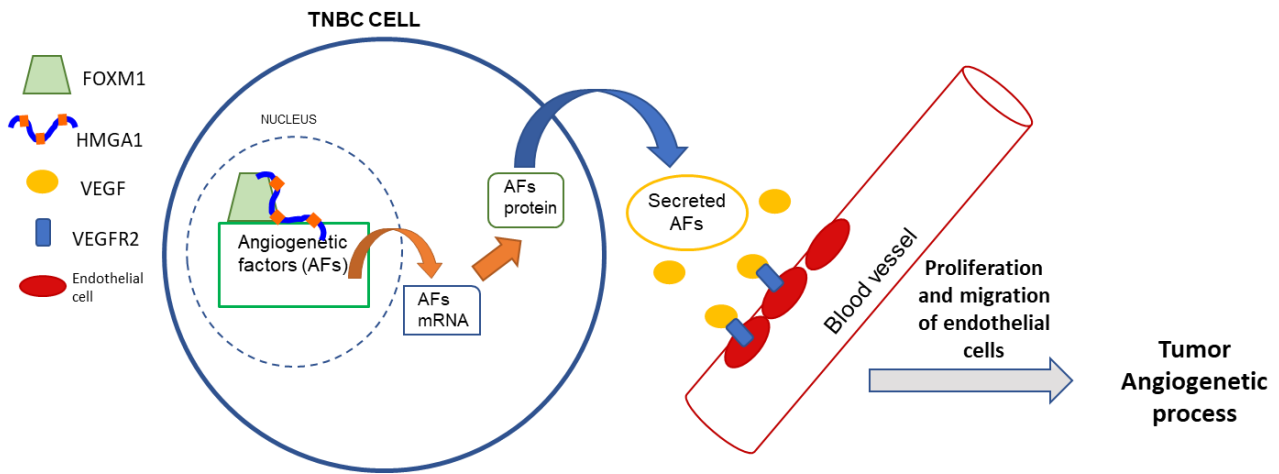 TNBC CELL
FOXM1
HMGA1
VEGF
VEGFR2
Endothelial
cell
NUCLEUS
Angiogenetic
factors (AFs)
AFs
mRNA
AFs
protein
Secreted
AFs
Blood vessel
Proliferation
and migration
of endothelial
cells
Tumor
Angiogenetic
process